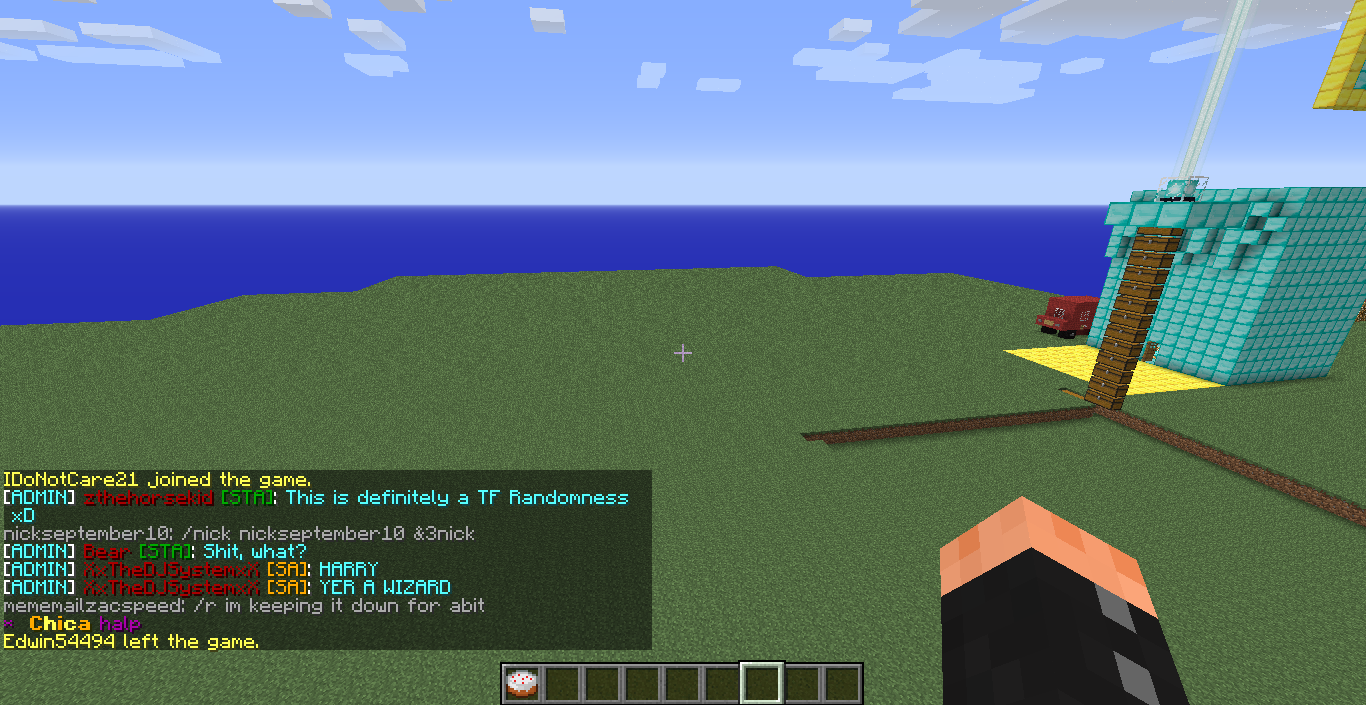 IDoNotCare21 joined the game.
[ADMIN] zthehorsekid [STA]: This is definitely a TF Randomness
xD
nickseptember10: /nick nickseptember10 &3nick
[ADMIN] Bear [STA]: Shit, what?
[ADMIN] XxTheDJSystemxX [SA]: HARRY
[ADMIN] XxTheDJSystemxX [SA]: YER A WIZARD
mememailzacspeed: /r im keeping it down for abit
* Chica halp
Edwin54494 left the game.